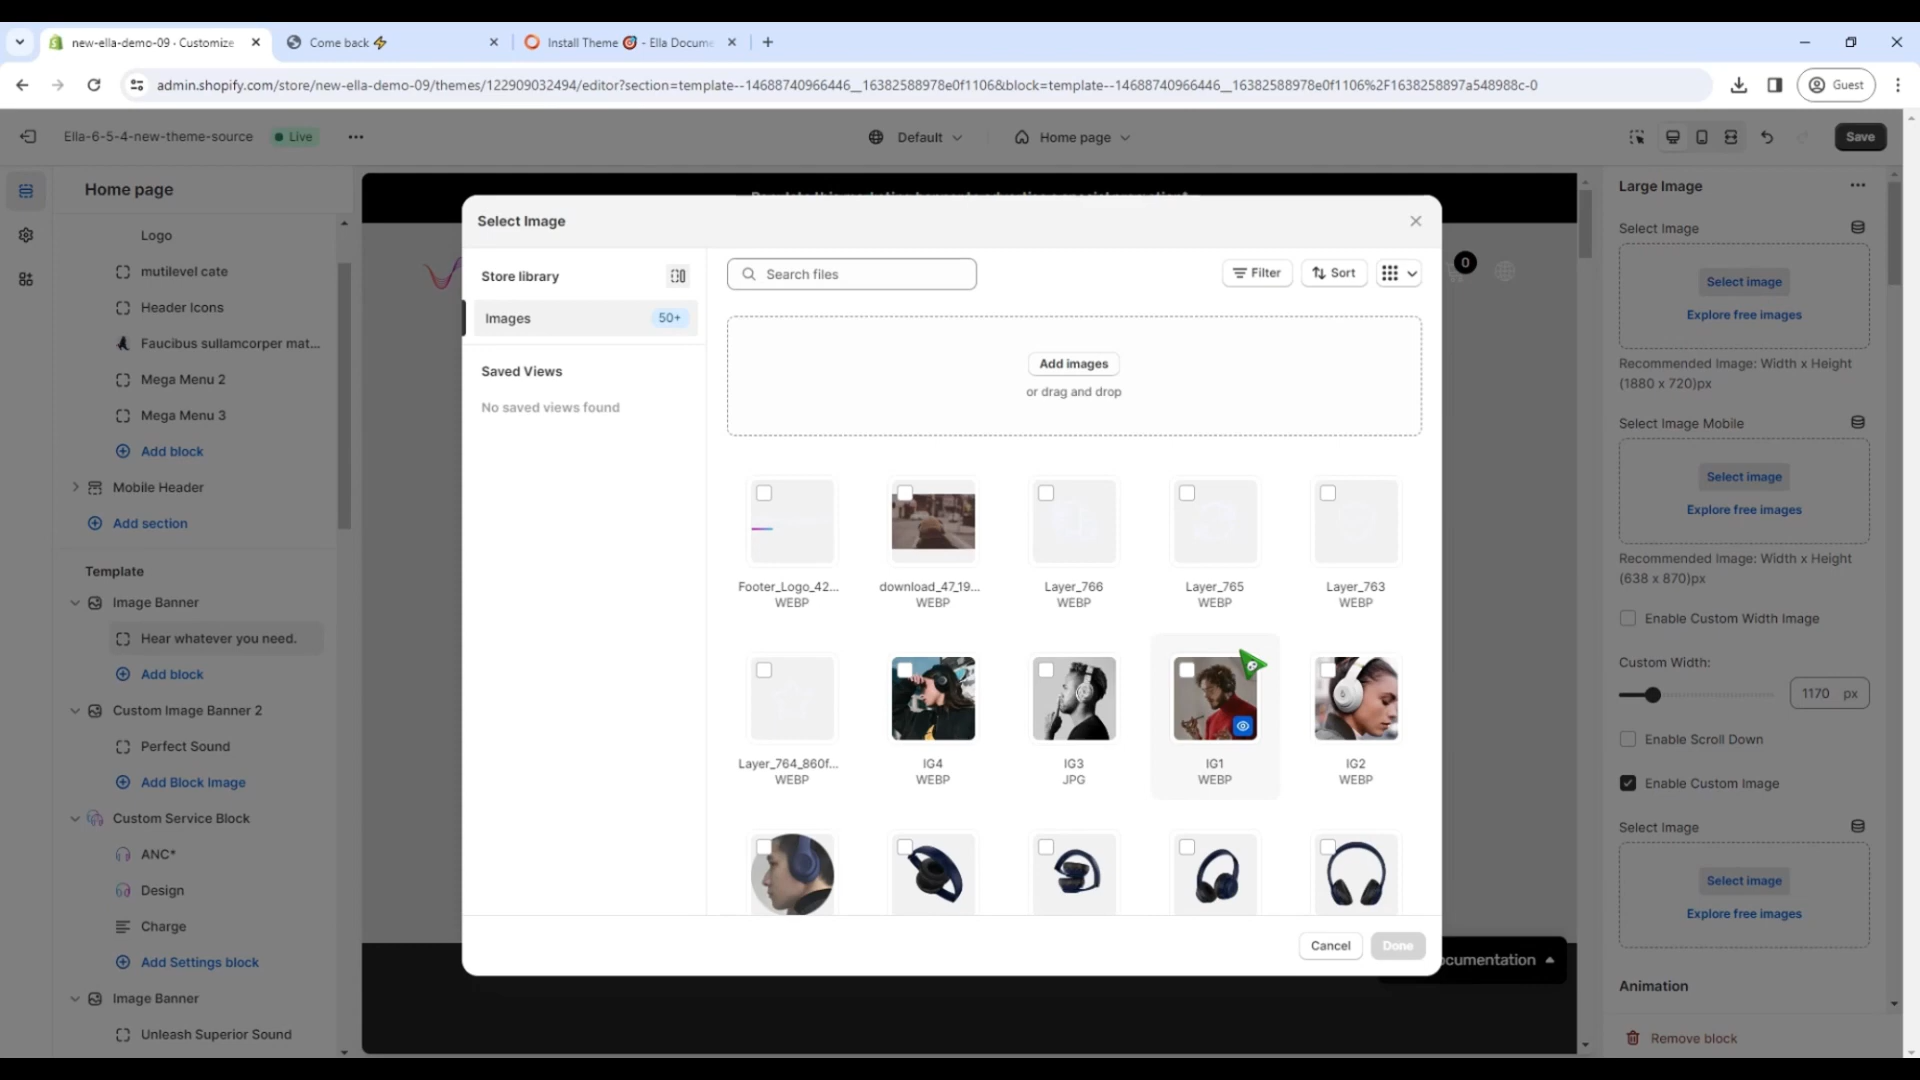 new-ella-demo-09 - Customize
Come back ⚡
Install Theme 🎯 - Ella Docume
admin.shopify.com/store/new-ella-demo-09/themes/122909032494/editor?section=template--14688740966446__16382588978e0f1106&block=template--14688740966446__16382588978e0f1106%2F1638258897a548988c-0
Guest
Ella-6-5-4-new-theme-source
Live
Default
Home page
Save
Home page
Logo
mutilevel cate
Header Icons
Faucibus sullamcorper mat...
Mega Menu 2
Mega Menu 3
Add block
Mobile Header
Add section
Template
Image Banner
Hear whatever you need.
Add block
Custom Image Banner 2
Perfect Sound
Add Block Image
Custom Service Block
ANC*
Design
Charge
Add Settings block
Image Banner
Unleash Superior Sound
Select Image
Store library
Images
50+
Saved Views
No saved views found
Search files
Filter
Sort
Add images
or drag and drop
Footer_Logo_42...
WEBP
download_47_19...
WEBP
Layer_766
WEBP
Layer_765
WEBP
Layer_763
WEBP
Layer_764_860f...
WEBP
IG4
WEBP
IG3
JPG
IG1
WEBP
IG2
WEBP
Cancel
Done
0
ocumentation
Large Image
Select Image
Select image
Explore free images
Recommended Image: Width x Height
(1880 x 720)px
Select Image Mobile
Select image
Explore free images
Recommended Image: Width x Height
(638 x 870)px
Enable Custom Width Image
Custom Width:
1170 px
Enable Scroll Down
Enable Custom Image
Select Image
Select image
Explore free images
Animation
Remove block